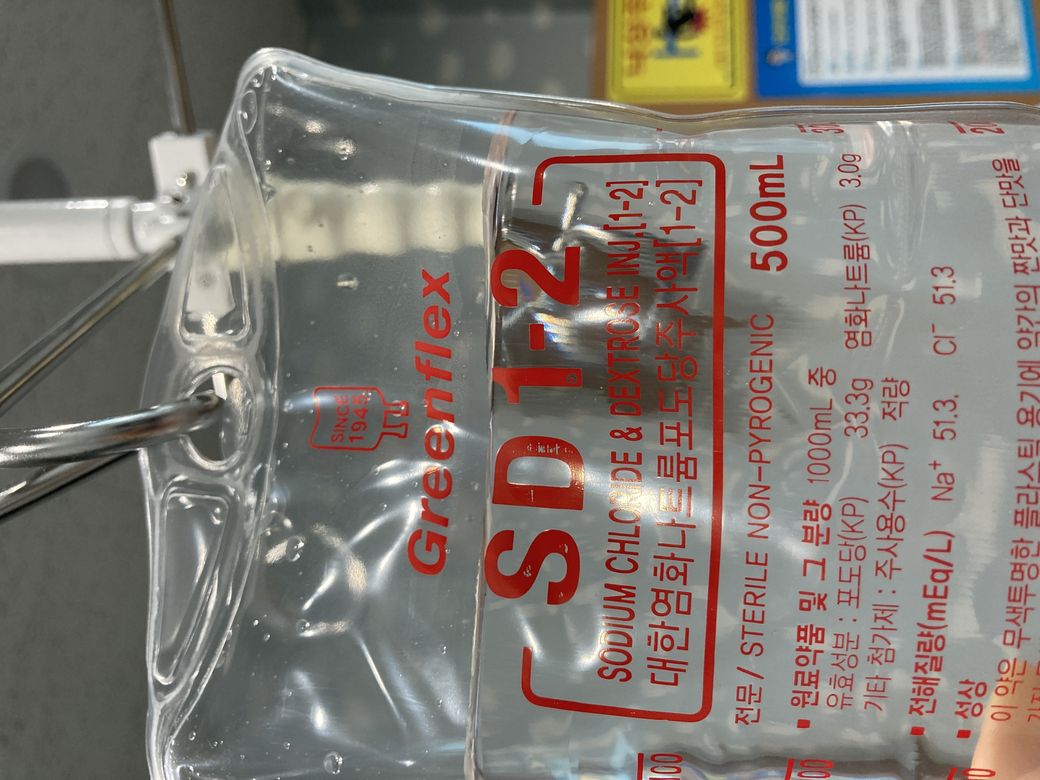 SINCE
1945
Greenflex
SD 1-2
SODIUM CHLORIDE & DEXTROSE INJ.[1-2]
대한염화나트륨포도당주사액[1-2]
전문 / STERILE NON-PYROGENIC 500mL
▪ 원료약품 및 그 분량 1000mL 중
유효성분 : 포도당(KP) 33.3g 염화나트륨(KP) 3.0g
기타 첨가제 : 주사용수(KP) 적량
▪ 전해질량(mEq/L) Na⁺ 51.3. Cl⁻ 51.3
▪ 성상
이 약은 무색투명한 플라스틱 용기에 약간의 짠맛과 단맛을